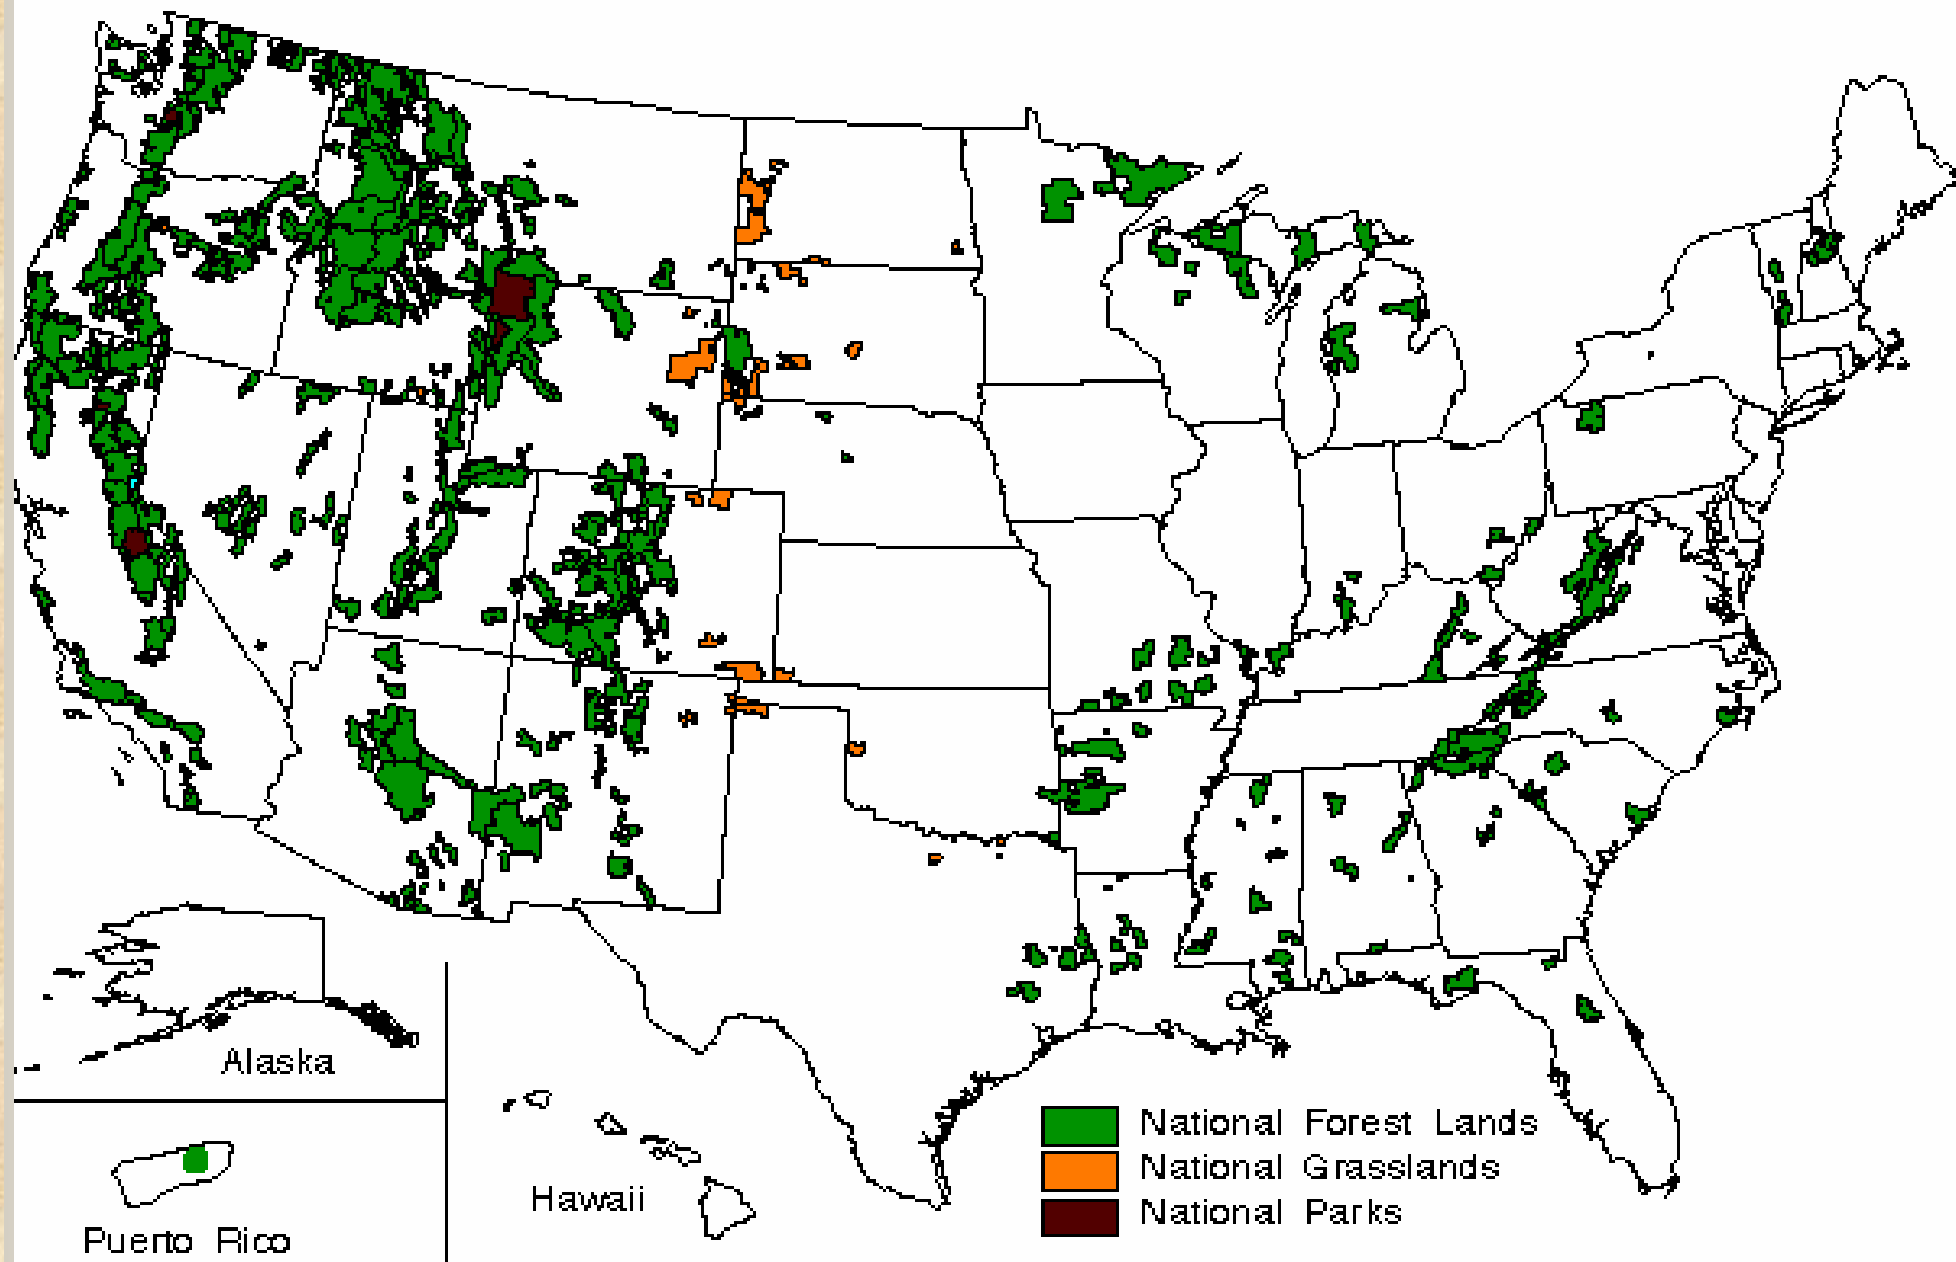 Alaska
Puerto Rico
Hawaii
National Forest Lands
National Grasslands
National Parks